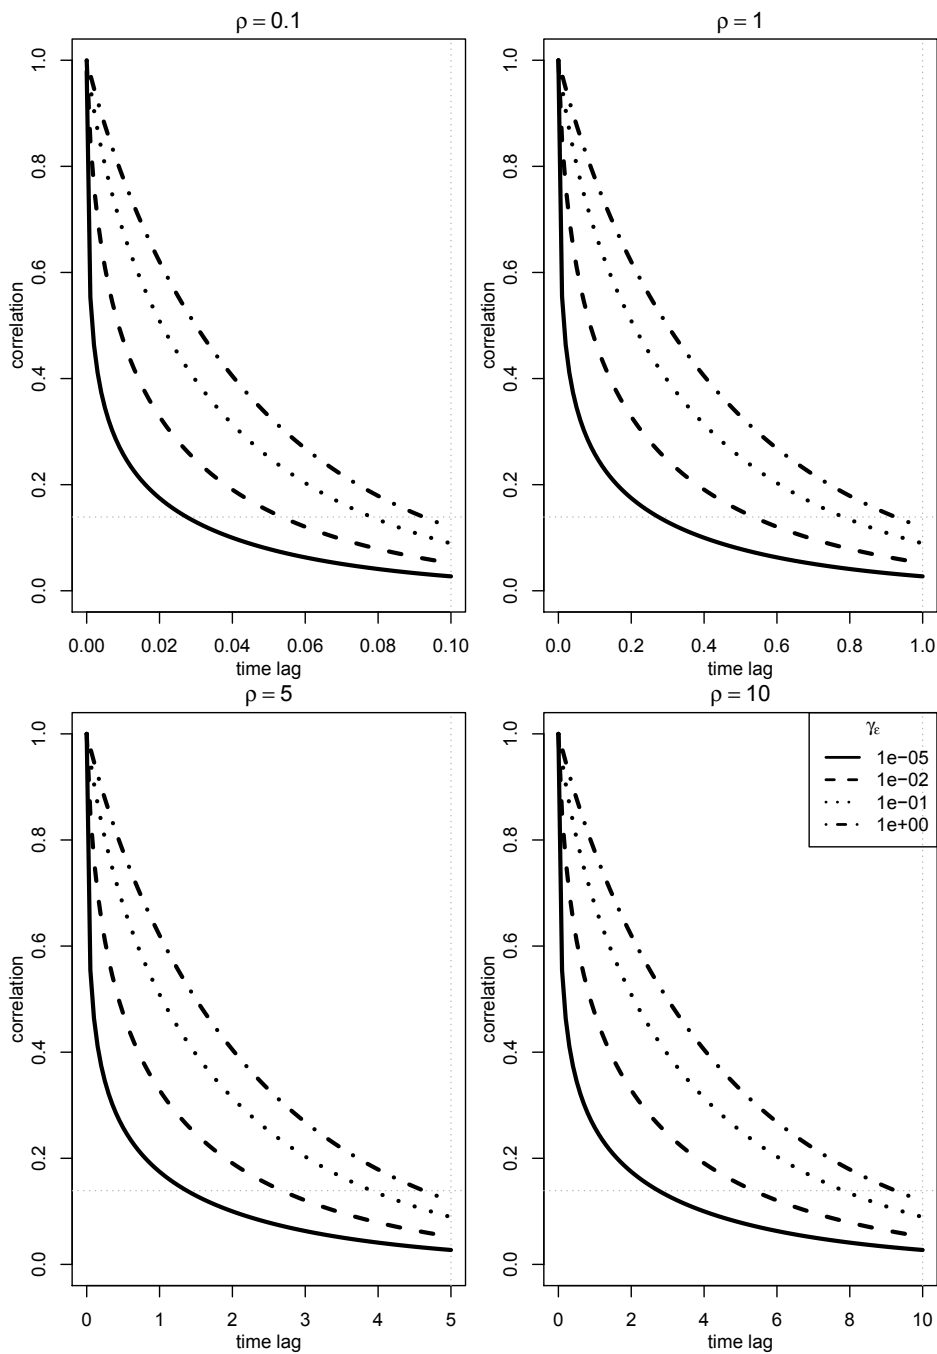 ρ = 0.1
correlation
1.0
0.8
0.6
0.4
0.2
0.0
0.00 0.02 0.04 0.06 0.08 0.10
time lag
ρ = 1
correlation
1.0
0.8
0.6
0.4
0.2
0.0
0.0 0.2 0.4 0.6 0.8 1.0
time lag
ρ = 5
correlation
1.0
0.8
0.6
0.4
0.2
0.0
0 1 2 3 4 5
time lag
ρ = 10
correlation
1.0
0.8
0.6
0.4
0.2
0.0
0 2 4 6 8 10
time lag
γε
1e−05
1e−02
1e−01
1e+00